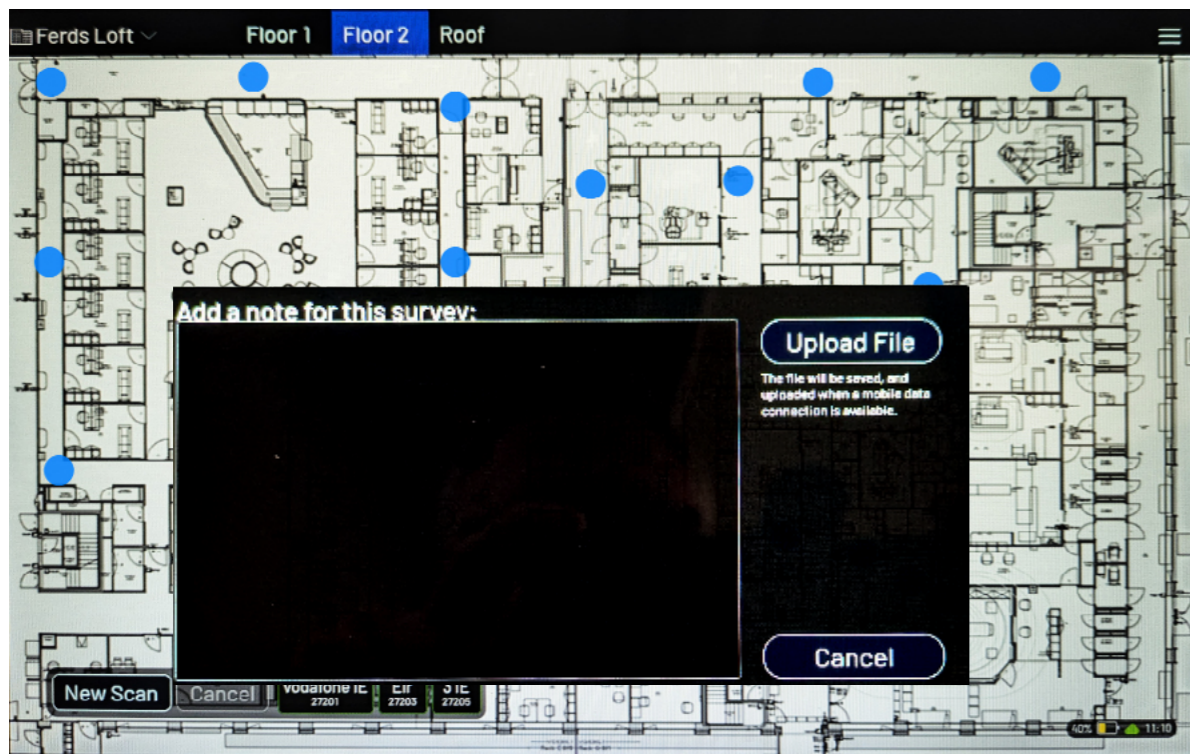 Ferds Loft
Floor 1 Floor 2 Roof
Add a note for this survey:
Upload File
The file will be saved, and
uploaded when a mobile data
connection is available.
Cancel
New Scan Cancel Vodafone IE Eir 3 IE
27201 27203 27205
40% 11:10